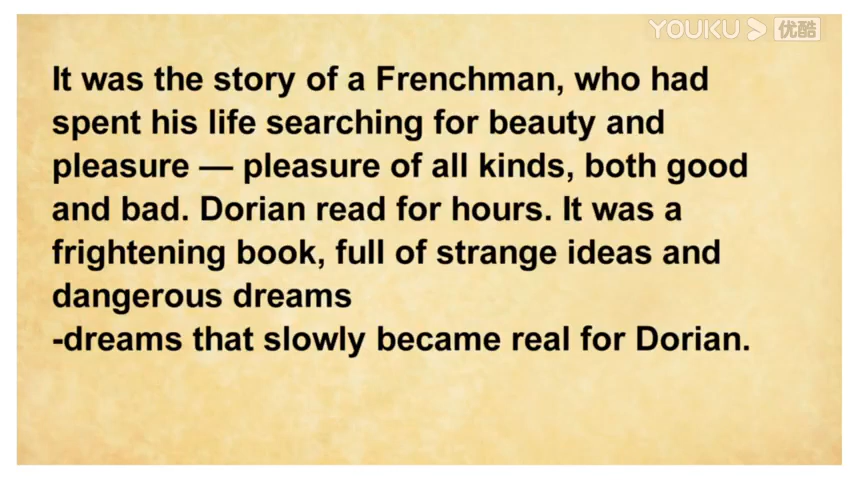 YOUKU 优酷
It was the story of a Frenchman, who had
spent his life searching for beauty and
pleasure — pleasure of all kinds, both good
and bad. Dorian read for hours. It was a
frightening book, full of strange ideas and
dangerous dreams
-dreams that slowly became real for Dorian.